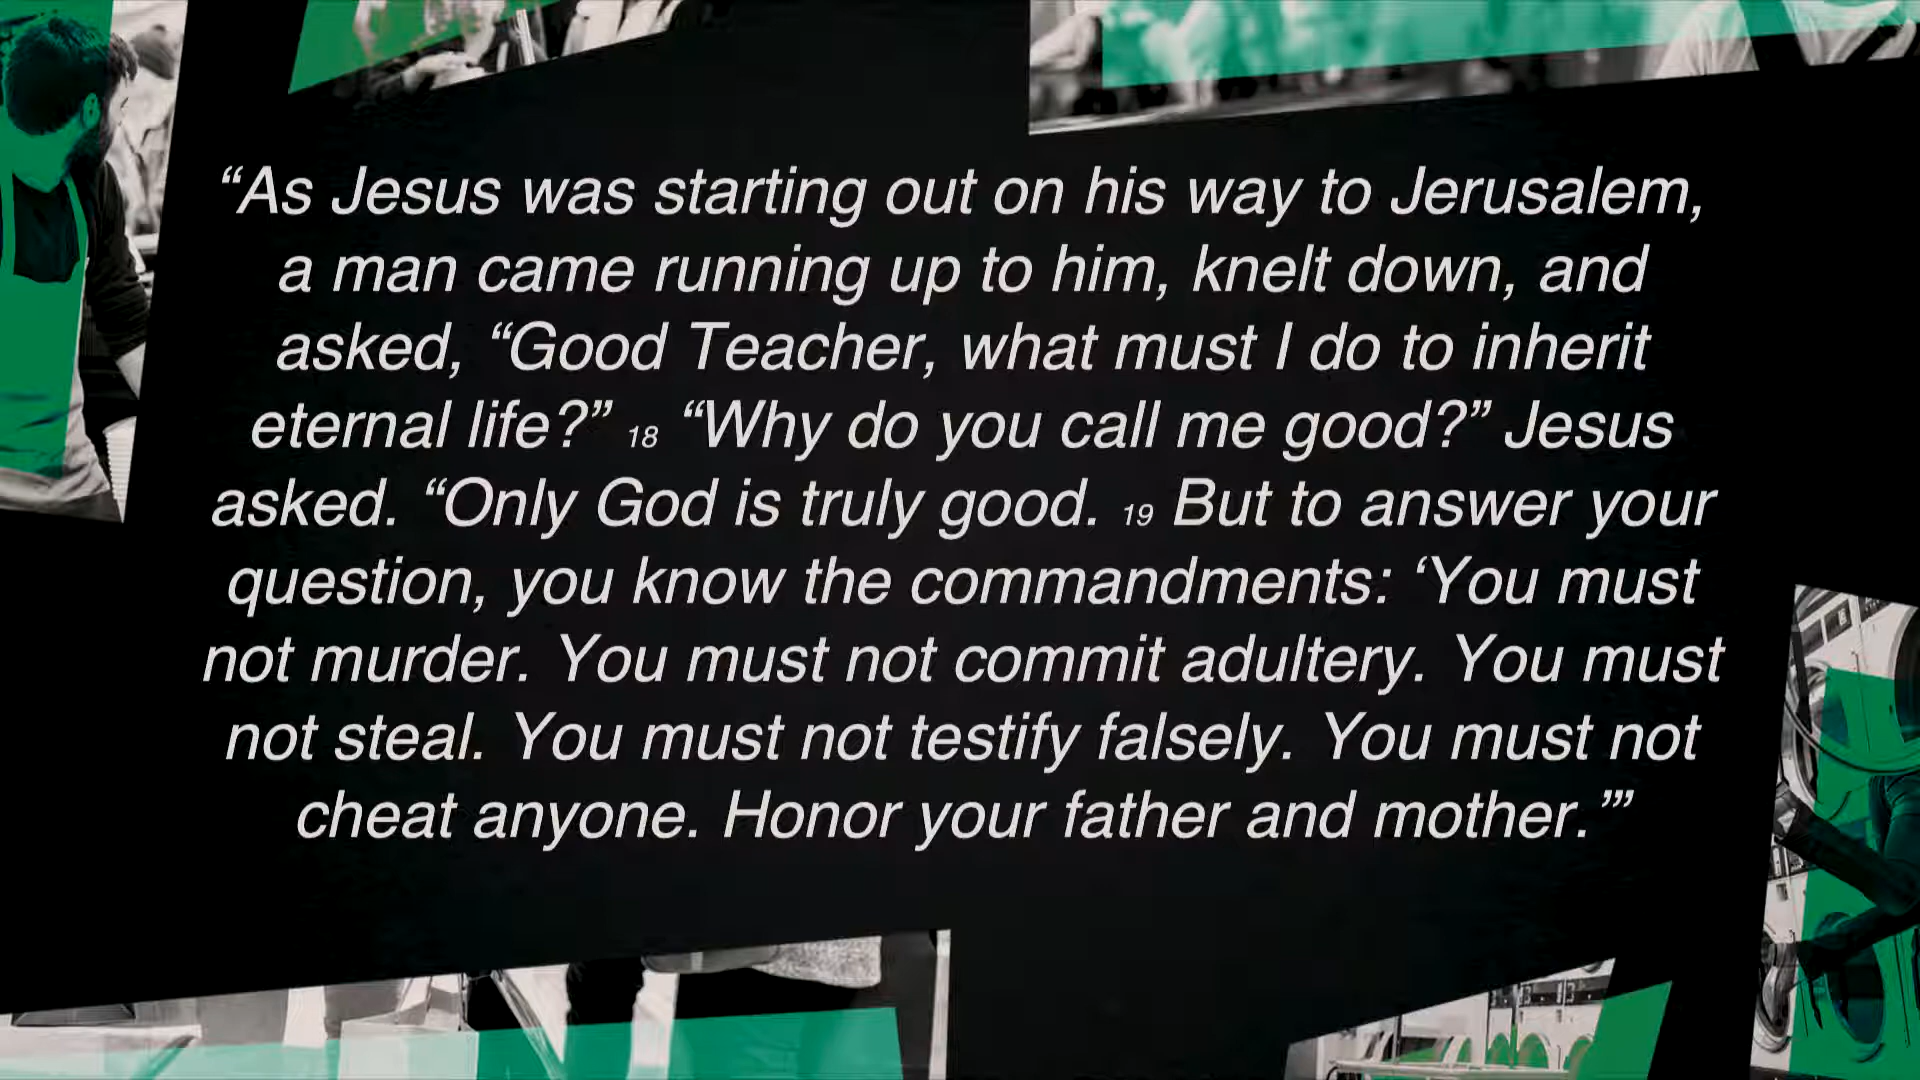 “As Jesus was starting out on his way to Jerusalem,
a man came running up to him, knelt down, and
asked, “Good Teacher, what must I do to inherit
eternal life?” 18 “Why do you call me good?” Jesus
asked. “Only God is truly good. 19 But to answer your
question, you know the commandments: ‘You must
not murder. You must not commit adultery. You must
not steal. You must not testify falsely. You must not
cheat anyone. Honor your father and mother.’”